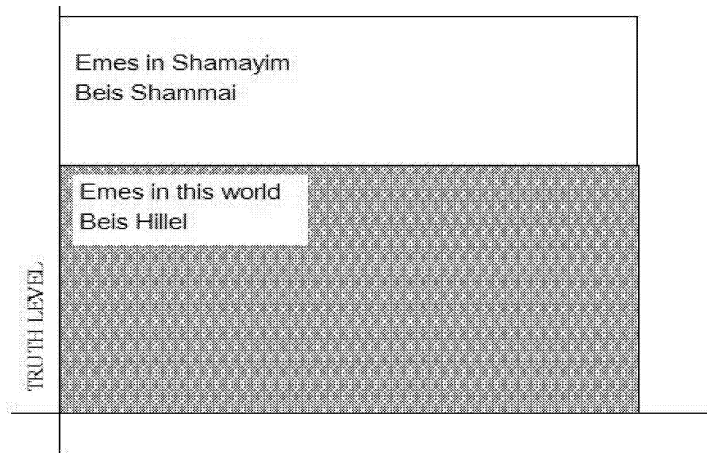 Emes in Shamayim
Beis Shammai
Emes in this world
Beis Hillel
TRUTH LEVEL